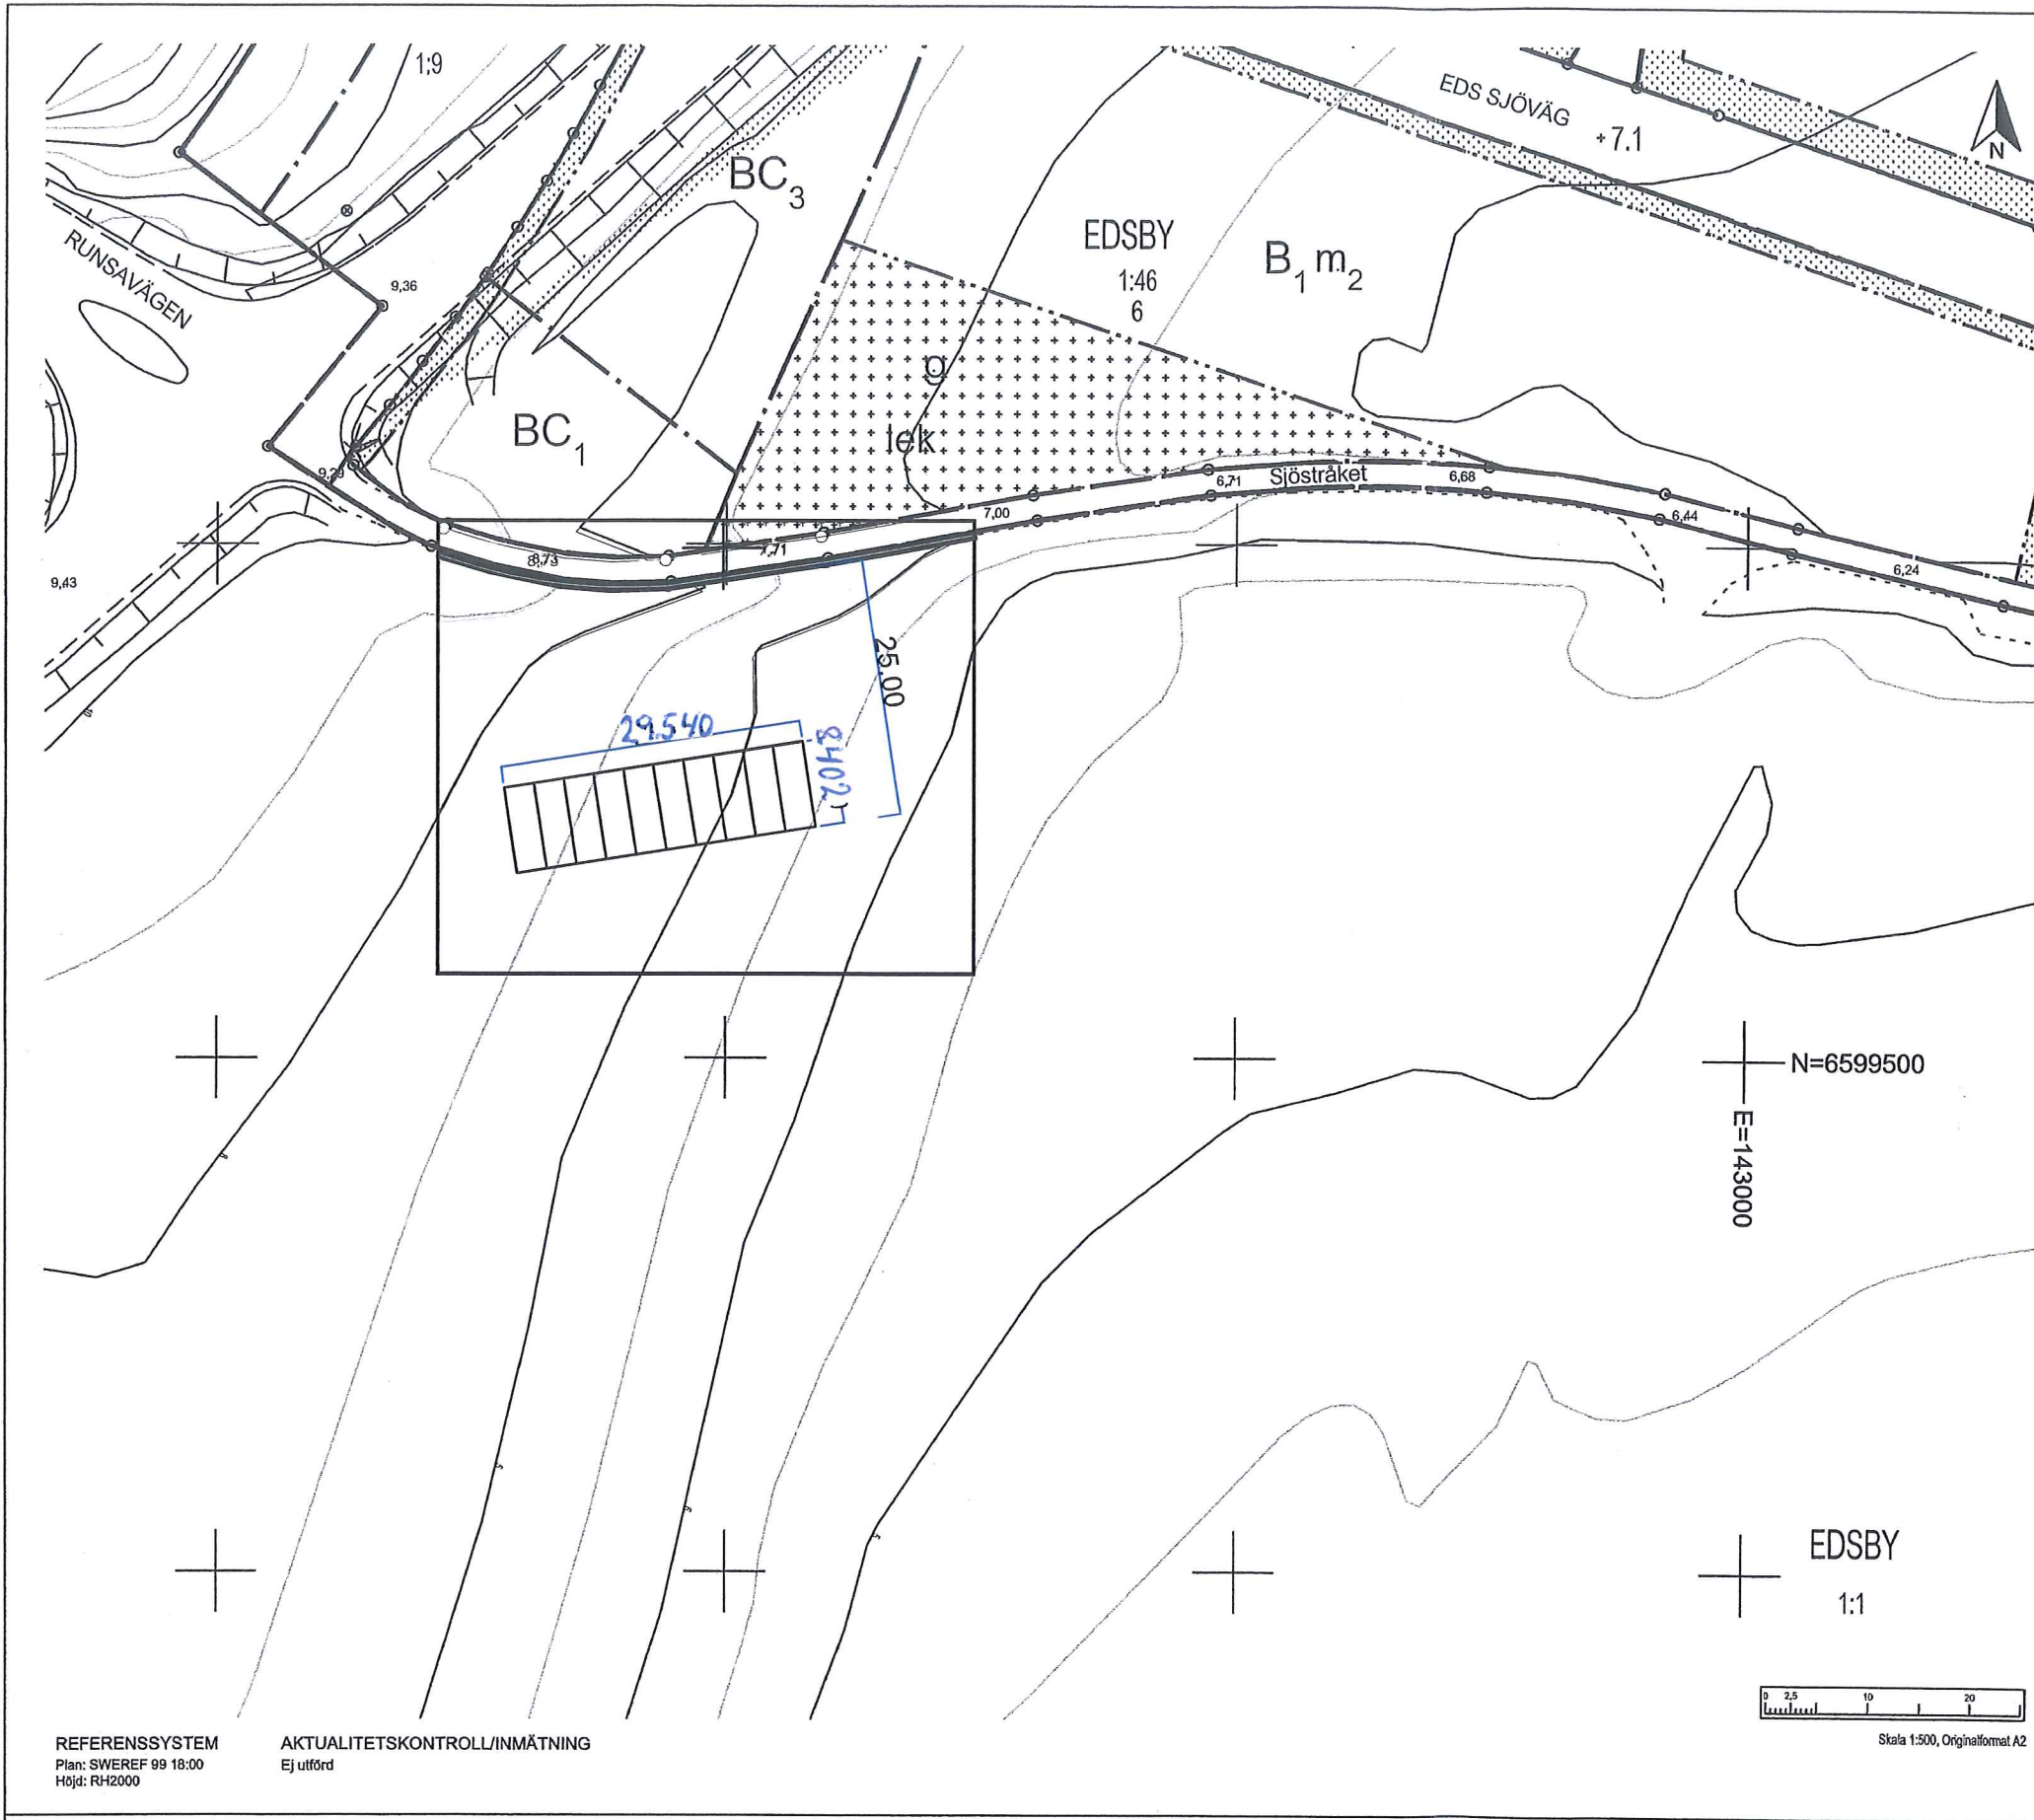 1:9
EDS SJÖVÄG
+7.1
N
BC3
RUNSAVÄGEN
9,36
EDSBY
1:46
6
B1 m2
g
BC1
lek
9,29
Sjöstråket
6,71
6,68
7,00
6,44
7,71
8,73
6,24
9,43
25,00
29.540
8402
10
N=6599500
E=143000
EDSBY
1:1
0 2,5 10 20
Skala 1:500, Originalformat A2
REFERENSSYSTEM
Plan: SWEREF 99 18:00
Höjd: RH2000
AKTUALITETSKONTROLL/INMÄTNING
Ej utförd